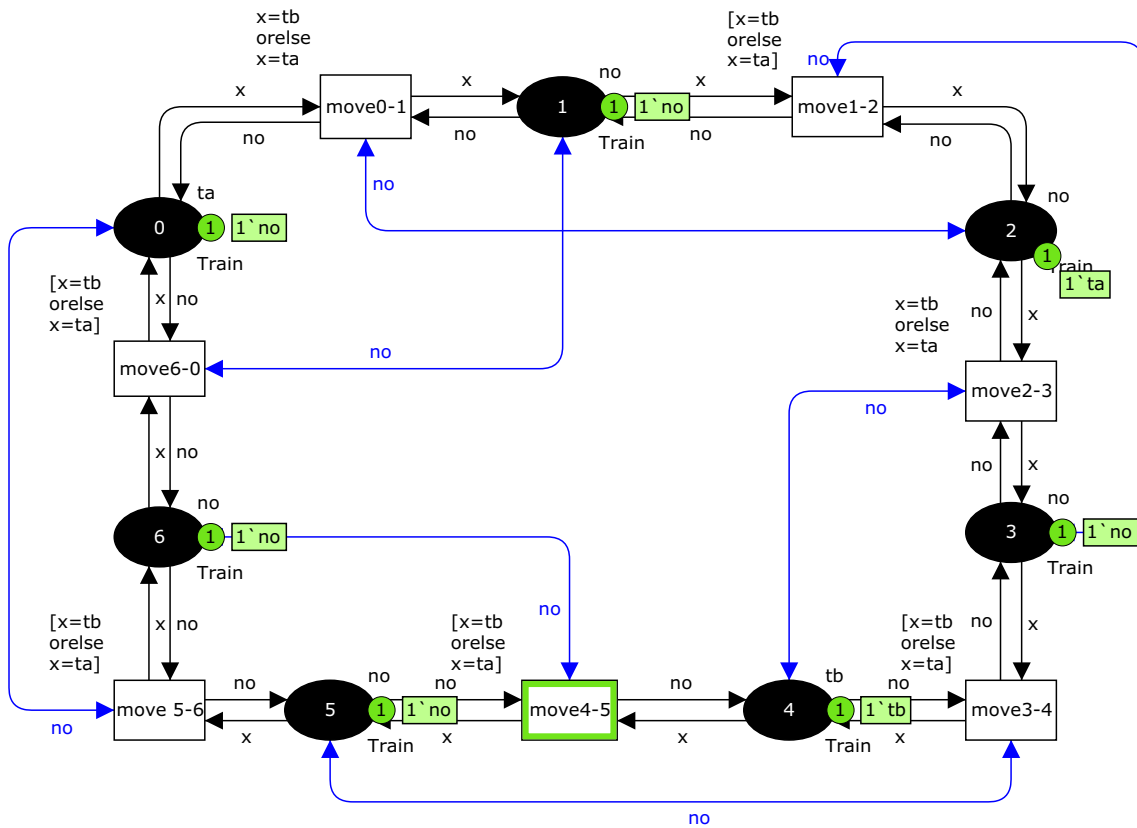 x=tb
orelse
x=ta
[x=tb
orelse
x=ta]
no
x
move0-1
x
no
1
no
1
1`no
Train
x
no
move1-2
no
x
no
no
x
no
ta
0
1
1`no
Train
no
2
1
Train
1`ta
[x=tb
orelse
x=ta]
x
no
x=tb
orelse
x=ta
no
x
move6-0
no
move2-3
no
x
no
no
x
no
6
1
1`no
Train
no
3
1
1`no
Train
[x=tb
orelse
x=ta]
x
no
[x=tb
orelse
x=ta]
no
[x=tb
orelse
x=ta]
no
x
move 5-6
no
no
x
5
no
1
1`no
Train
no
x
move4-5
no
x
4
tb
1
1`tb
Train
no
x
move3-4
no